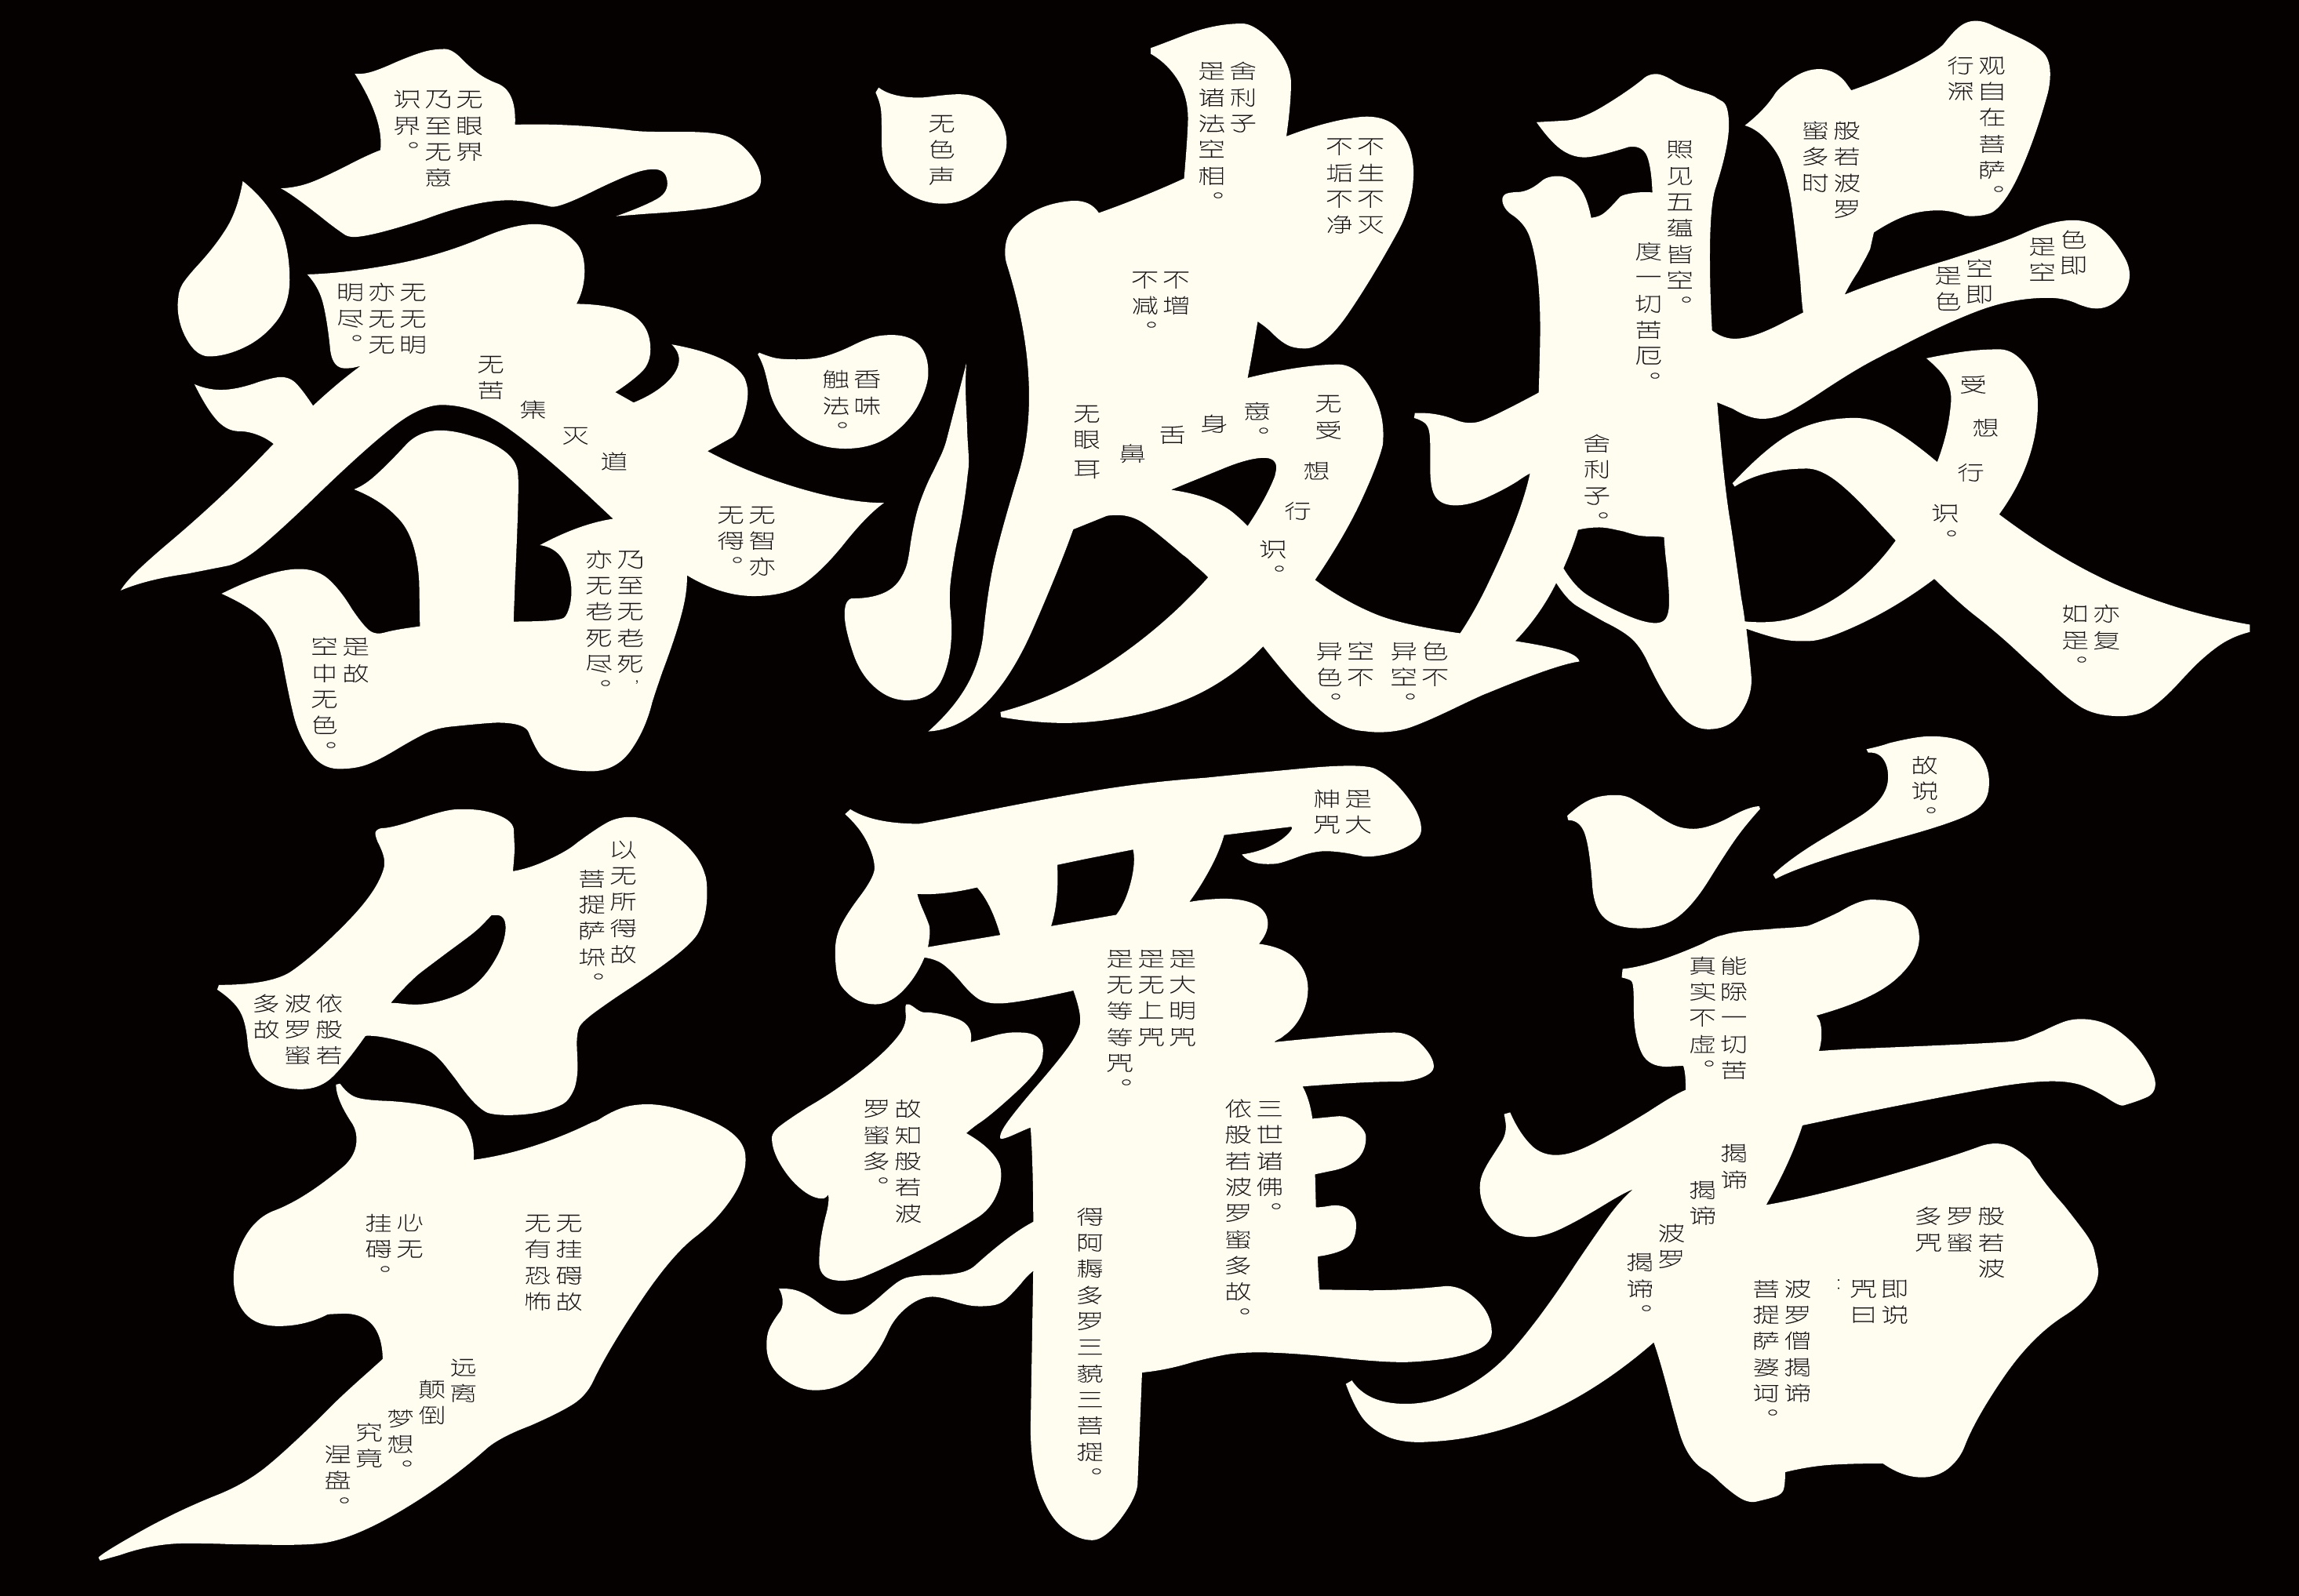 般若
波羅
密多
观自在菩萨。
行深
般若波罗
蜜多时
照见五蕴皆空。
度一切苦厄。
舍利子。
色不
异空。
空不
异色。
色即
是空
空即
是色
受想行识。
亦复
如是。
舍利子
是诸法空相。
不生不灭
不垢不净
不增
不减。
是故
空中无色。
无受想行识。
无眼耳鼻舌身意。
无色声
香味
触法。
无眼界
乃至无意
识界。
无无明
亦无无
明尽。
乃至无老死，
亦无老死尽。
无苦集灭道
无智亦
无得。
以无所得故
菩提萨垛。
依般若
波罗蜜
多故
心无
挂碍。
无挂碍故
无有恐怖
远离
颠倒
梦想。
究竟
涅盘。
三世诸佛。
依般若波罗蜜多故。
得阿耨多罗三藐三菩提。
故知般若波
罗蜜多。
是大
神咒
是大明咒
是无上咒
是无等等咒。
能除一切苦
真实不虚。
故说。
般若波
罗蜜
多咒
即说
咒曰：
揭谛
揭谛
波罗
揭谛。
波罗僧揭谛
菩提萨婆诃。